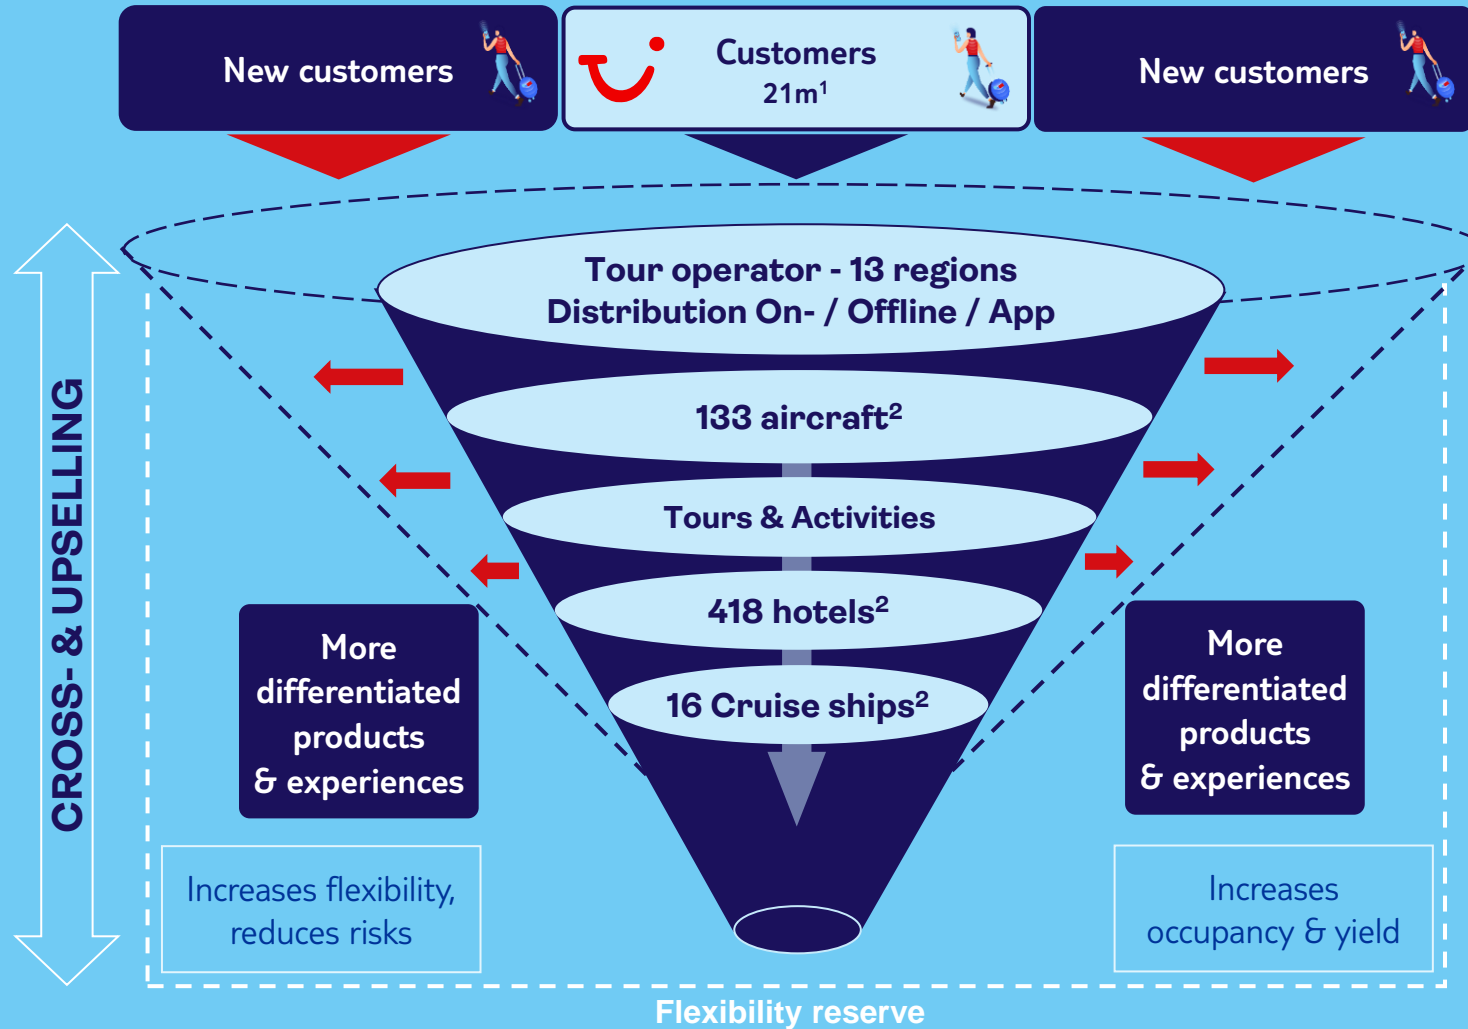 New customers
Customers
21m¹
New customers
Tour operator - 13 regions
Distribution On- / Offline / App
133 aircraft²
Tours & Activities
418 hotels²
16 Cruise ships²
CROSS- & UPSELLING
More
differentiated
products
& experiences
More
differentiated
products
& experiences
Increases flexibility,
reduces risks
Increases
occupancy & yield
Flexibility reserve